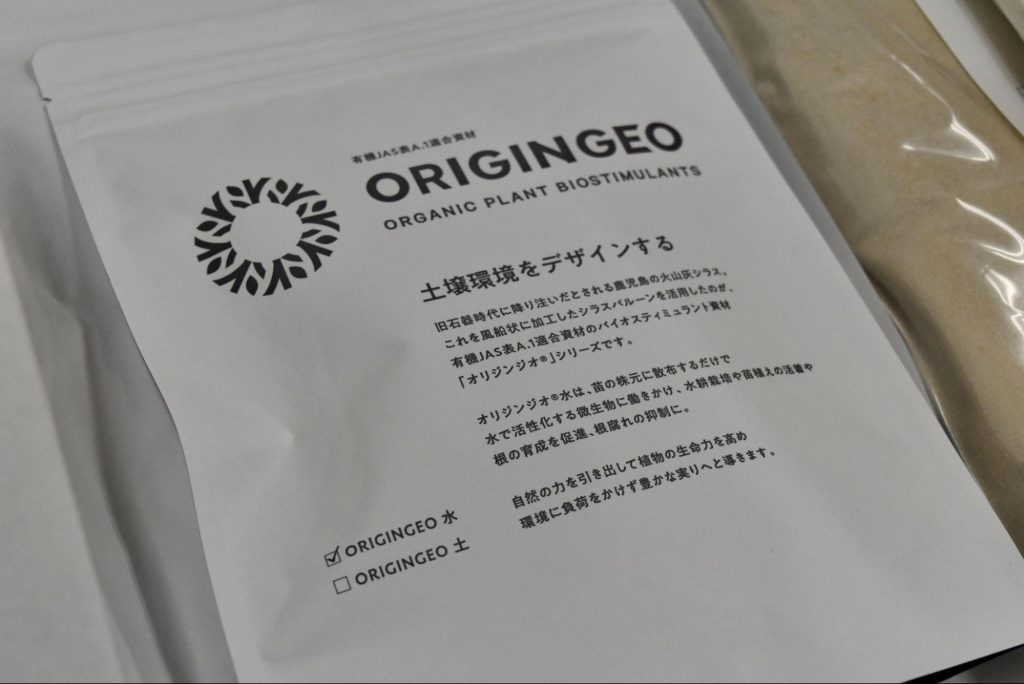 有機JAS表A.1適合資材
ORIGINGEO
ORGANIC PLANT BIOSTIMULANTS
土壌環境をデザインする
旧石器時代に降り注いだとされる鹿児島の火山灰シラス。
これを風船状に加工したシラスバルーンを活用したのが、
有機JAS表A.1適合資材のバイオスティミュラント資材
「オリジンジオ®」シリーズです。
オリジンジオ®水は、苗の株元に散布するだけで
水で活性化する微生物に働きかけ、水耕栽培や苗植えの活着や
根の育成を促進、根腐れの抑制に。
自然の力を引き出して植物の生命力を高め
環境に負荷をかけず豊かな実りへと導きます。
☑ ORIGINGEO 水
☐ ORIGINGEO 土